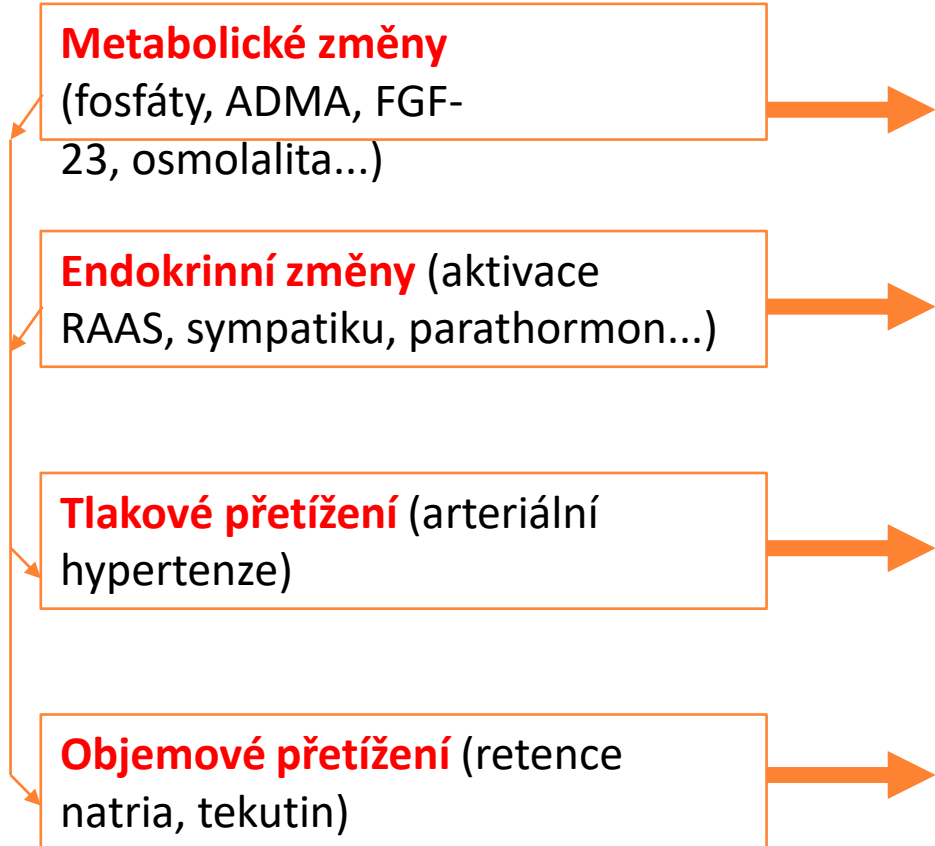 Metabolické změny
(fosfáty, ADMA, FGF-
23, osmolalita...)
Endokrinní změny (aktivace
RAAS, sympatiku, parathormon...)
Tlakové přetížení (arteriální
hypertenze)
Objemové přetížení (retence
natria, tekutin)